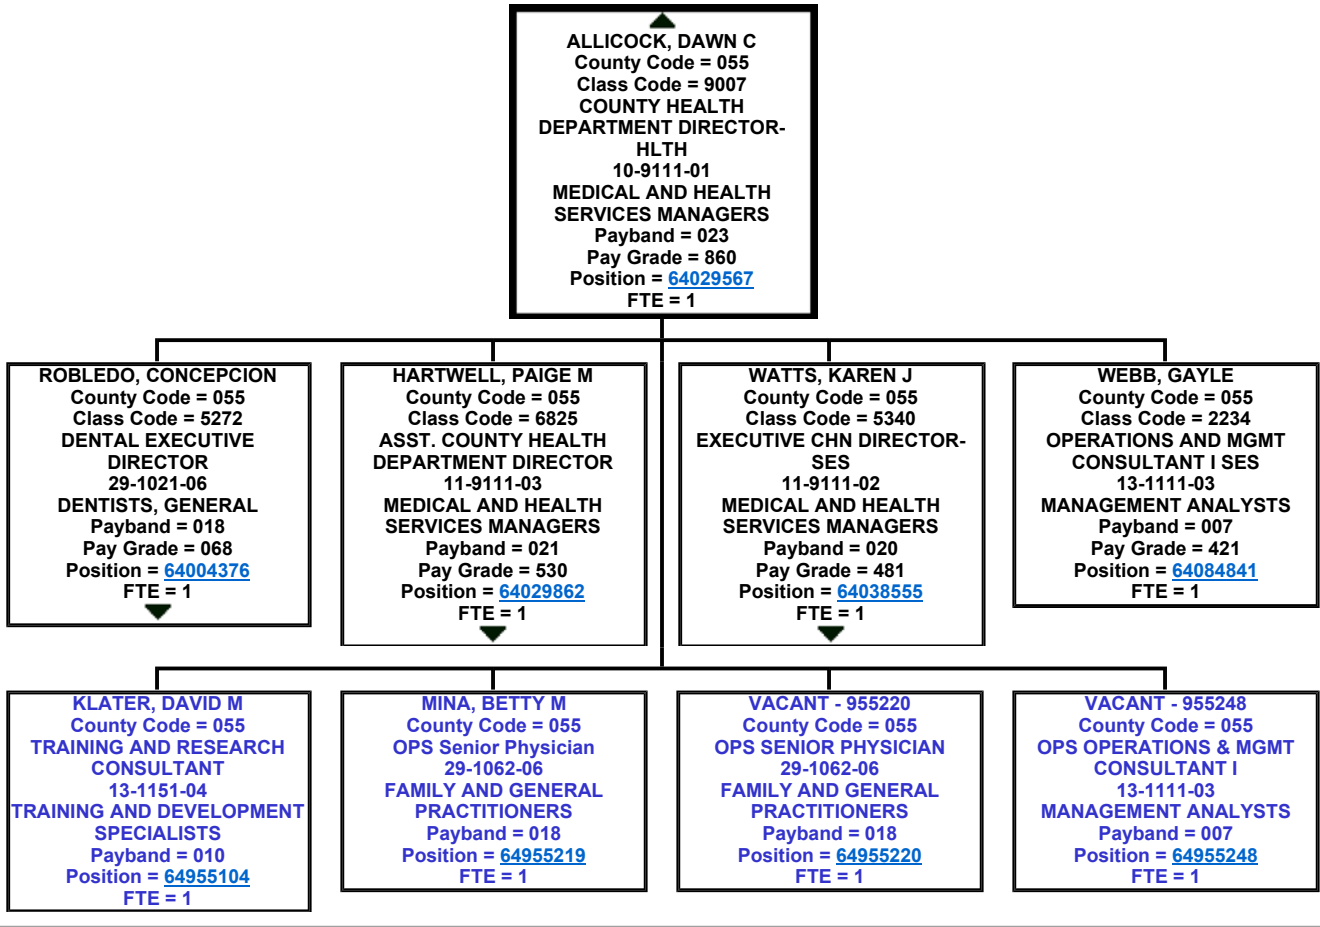 ALLICOCK, DAWN C
County Code = 055
Class Code = 9007
COUNTY HEALTH
DEPARTMENT DIRECTOR-
HLTH
10-9111-01
MEDICAL AND HEALTH
SERVICES MANAGERS
Payband = 023
Pay Grade = 860
Position = 64029567
FTE = 1
ROBLEDO, CONCEPCION
County Code = 055
Class Code = 5272
DENTAL EXECUTIVE
DIRECTOR
29-1021-06
DENTISTS, GENERAL
Payband = 018
Pay Grade = 068
Position = 64004376
FTE = 1
HARTWELL, PAIGE M
County Code = 055
Class Code = 6825
ASST. COUNTY HEALTH
DEPARTMENT DIRECTOR
11-9111-03
MEDICAL AND HEALTH
SERVICES MANAGERS
Payband = 021
Pay Grade = 530
Position = 64029862
FTE = 1
WATTS, KAREN J
County Code = 055
Class Code = 5340
EXECUTIVE CHN DIRECTOR-
SES
11-9111-02
MEDICAL AND HEALTH
SERVICES MANAGERS
Payband = 020
Pay Grade = 481
Position = 64038555
FTE = 1
WEBB, GAYLE
County Code = 055
Class Code = 2234
OPERATIONS AND MGMT
CONSULTANT I SES
13-1111-03
MANAGEMENT ANALYSTS
Payband = 007
Pay Grade = 421
Position = 64084841
FTE = 1
KLATER, DAVID M
County Code = 055
TRAINING AND RESEARCH
CONSULTANT
13-1151-04
TRAINING AND DEVELOPMENT
SPECIALISTS
Payband = 010
Position = 64955104
FTE = 1
MINA, BETTY M
County Code = 055
OPS Senior Physician
29-1062-06
FAMILY AND GENERAL
PRACTITIONERS
Payband = 018
Position = 64955219
FTE = 1
VACANT - 955220
County Code = 055
OPS SENIOR PHYSICIAN
29-1062-06
FAMILY AND GENERAL
PRACTITIONERS
Payband = 018
Position = 64955220
FTE = 1
VACANT - 955248
County Code = 055
OPS OPERATIONS & MGMT
CONSULTANT I
13-1111-03
MANAGEMENT ANALYSTS
Payband = 007
Position = 64955248
FTE = 1